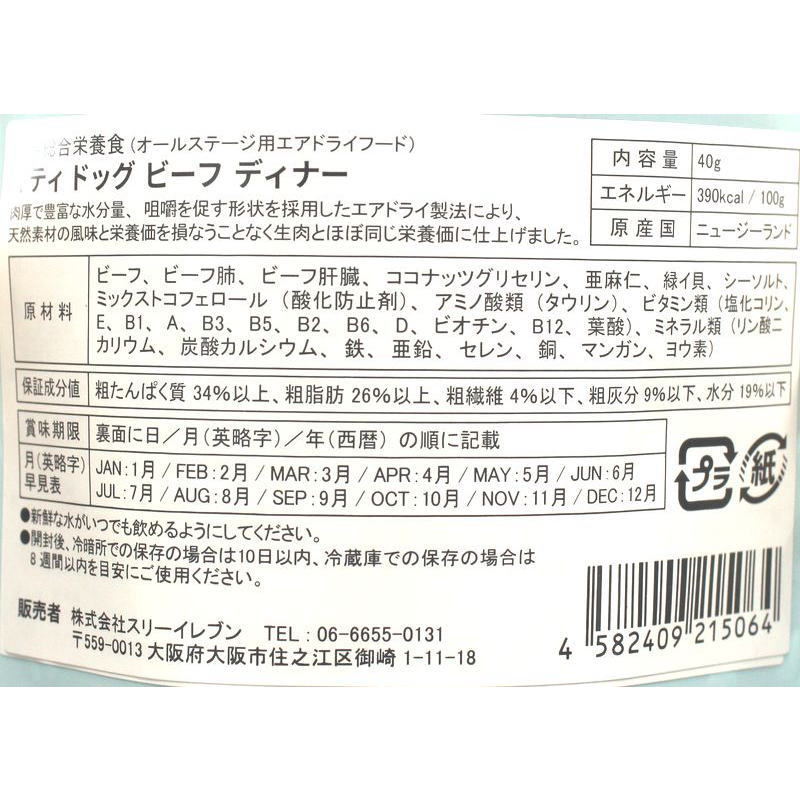 総合栄養食(オールステージ用エアドライフード)
ティドッグ ビーフ ディナー
肉厚で豊富な水分量、咀嚼を促す形状を採用したエアドライ製法により、
天然素材の風味と栄養価を損なうことなく生肉とほぼ同じ栄養価に仕上げました。
内容量 40g
エネルギー 390kcal / 100g
原産国 ニュージーランド
原材料
ビーフ、ビーフ肺、ビーフ肝臓、ココナッツグリセリン、亜麻仁、緑イ貝、シーソルト、
ミックストコフェロール(酸化防止剤)、アミノ酸類(タウリン)、ビタミン類(塩化コリン、
E、B1、A、B3、B5、B2、B6、D、ビオチン、B12、葉酸)、ミネラル類(リン酸ニ
カリウム、炭酸カルシウム、鉄、亜鉛、セレン、銅、マンガン、ヨウ素)
保証成分値 粗たんぱく質 34%以上、粗脂肪 26%以上、粗繊維 4%以下、粗灰分 9%以下、水分 19%以下
賞味期限 裏面に日/月(英略字)/年(西暦)の順に記載
月(英略字)早見表
JAN:1月 / FEB:2月 / MAR:3月 / APR:4月 / MAY:5月 / JUN:6月
JUL:7月 / AUG:8月 / SEP:9月 / OCT:10月 / NOV:11月 / DEC:12月
プラ
紙
●新鮮な水がいつでも飲めるようにしてください。
●開封後、冷暗所での保存の場合は10日以内、冷蔵庫での保存の場合は
8週間以内を目安にご使用ください。
販売者 株式会社スリーイレブン TEL:06-6655-0131
〒559-0013 大阪府大阪市住之江区御崎 1-11-18
4 582409 215064